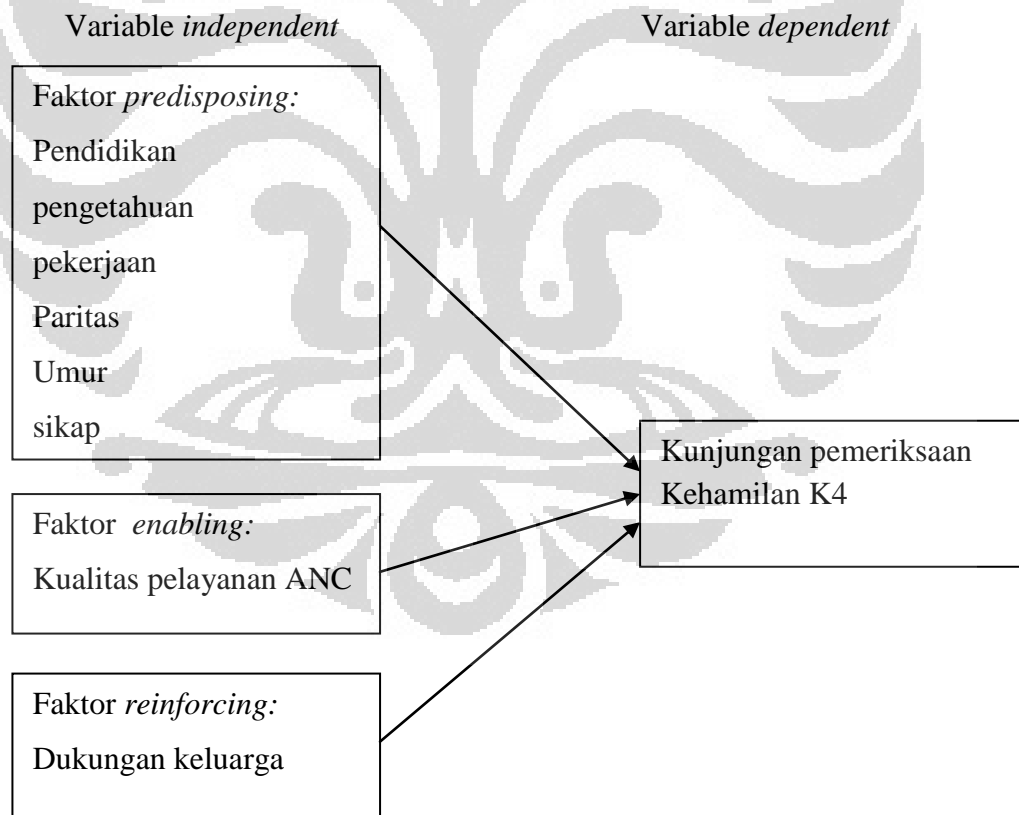 Variable independent
Variable dependent
Faktor predisposing:
Pendidikan
pengetahuan
pekerjaan
Paritas
Umur
sikap
Kunjungan pemeriksaan
Kehamilan K4
Faktor enabling:
Kualitas pelayanan ANC
Faktor reinforcing:
Dukungan keluarga